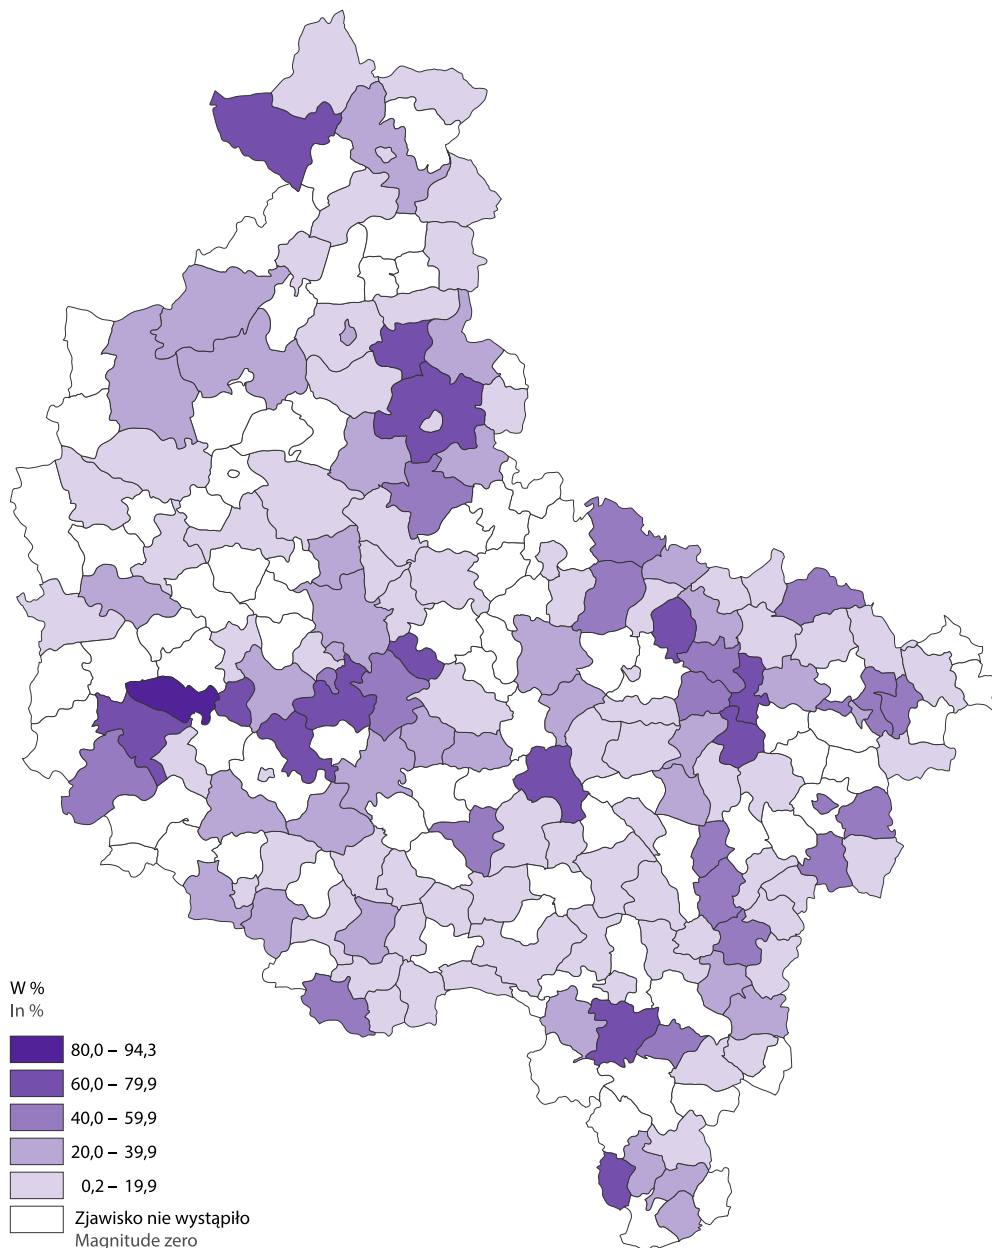 W %
In %
80,0 – 94,3
60,0 – 79,9
40,0 – 59,9
20,0 – 39,9
0,2 – 19,9
Zjawisko nie wystąpiło
Magnitude zero